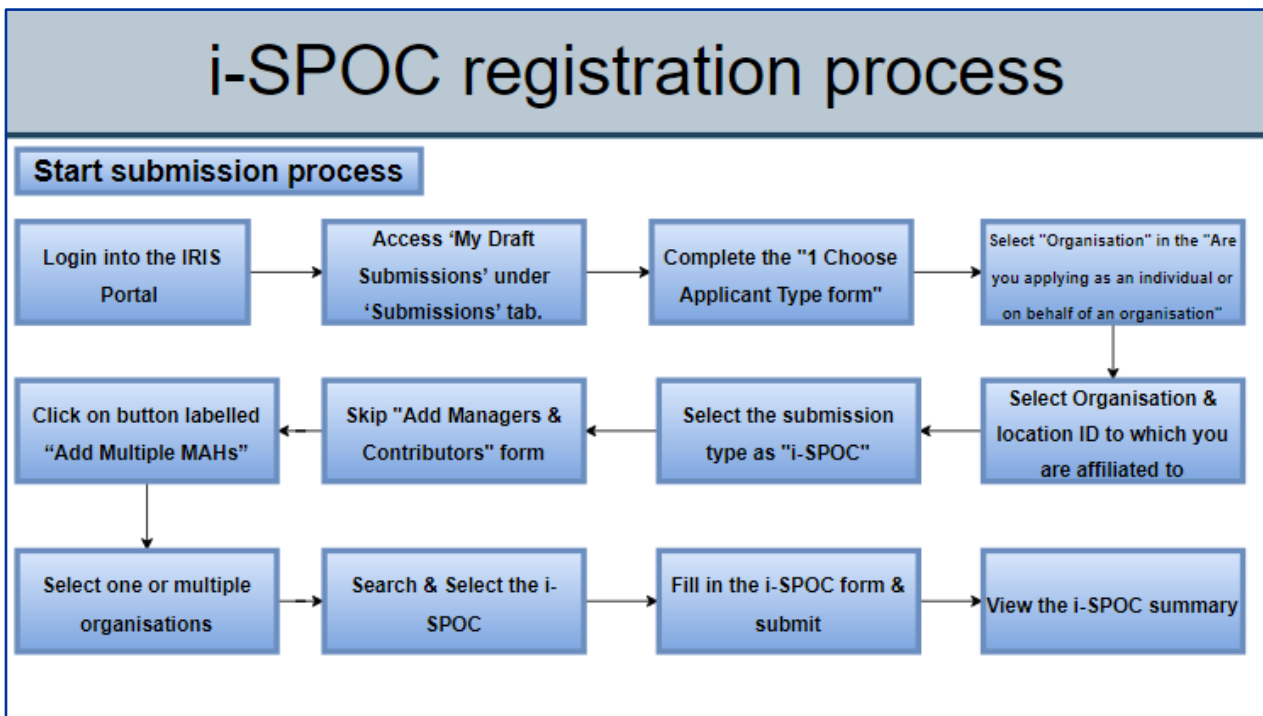 i-SPOC registration process
Start submission process
Login into the IRIS
Portal
Access ‘My Draft
Submissions’ under
‘Submissions’ tab.
Complete the "1 Choose
Applicant Type form"
Select "Organisation" in the "Are
you applying as an individual or
on behalf of an organisation"
Select Organisation &
location ID to which you
are affiliated to
Select the submission
type as "i-SPOC"
Skip "Add Managers &
Contributors" form
Click on button labelled
“Add Multiple MAHs”
Select one or multiple
organisations
Search & Select the i-
SPOC
Fill in the i-SPOC form &
submit
View the i-SPOC summary